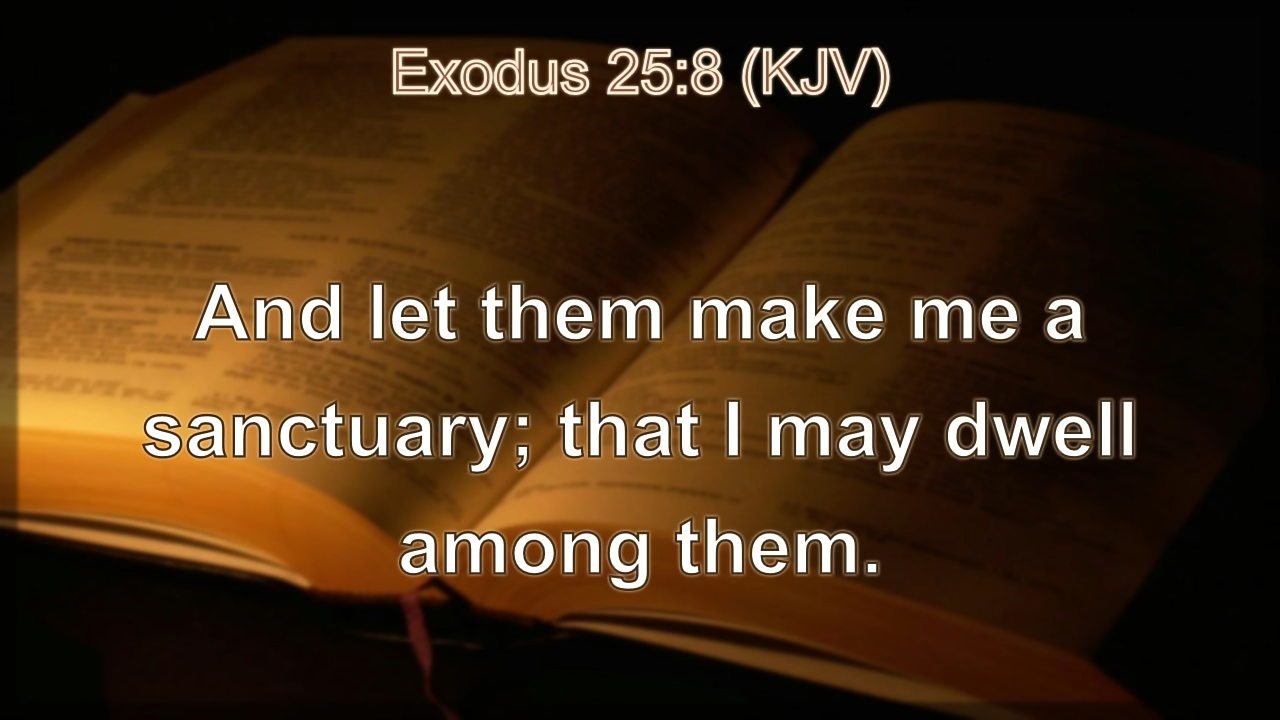 Exodus 25:8 (KJV)
And let them make me a
sanctuary; that I may dwell
among them.